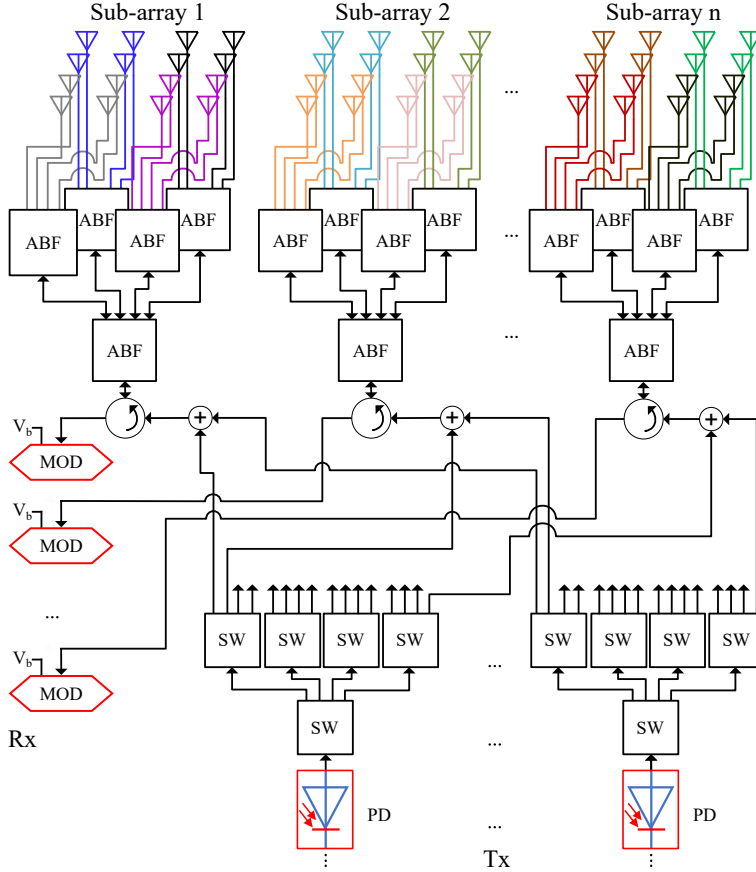 Sub-array 1
Sub-array 2
Sub-array n
...
ABF
ABF
ABF
ABF
ABF
ABF
ABF
ABF
...
ABF
ABF
ABF
ABF
ABF
ABF
...
ABF
+
+
+
V_b
MOD
V_b
MOD
...
V_b
MOD
SW
SW
SW
SW
...
SW
SW
SW
SW
SW
...
SW
Rx
PD
...
PD
...
Tx
...